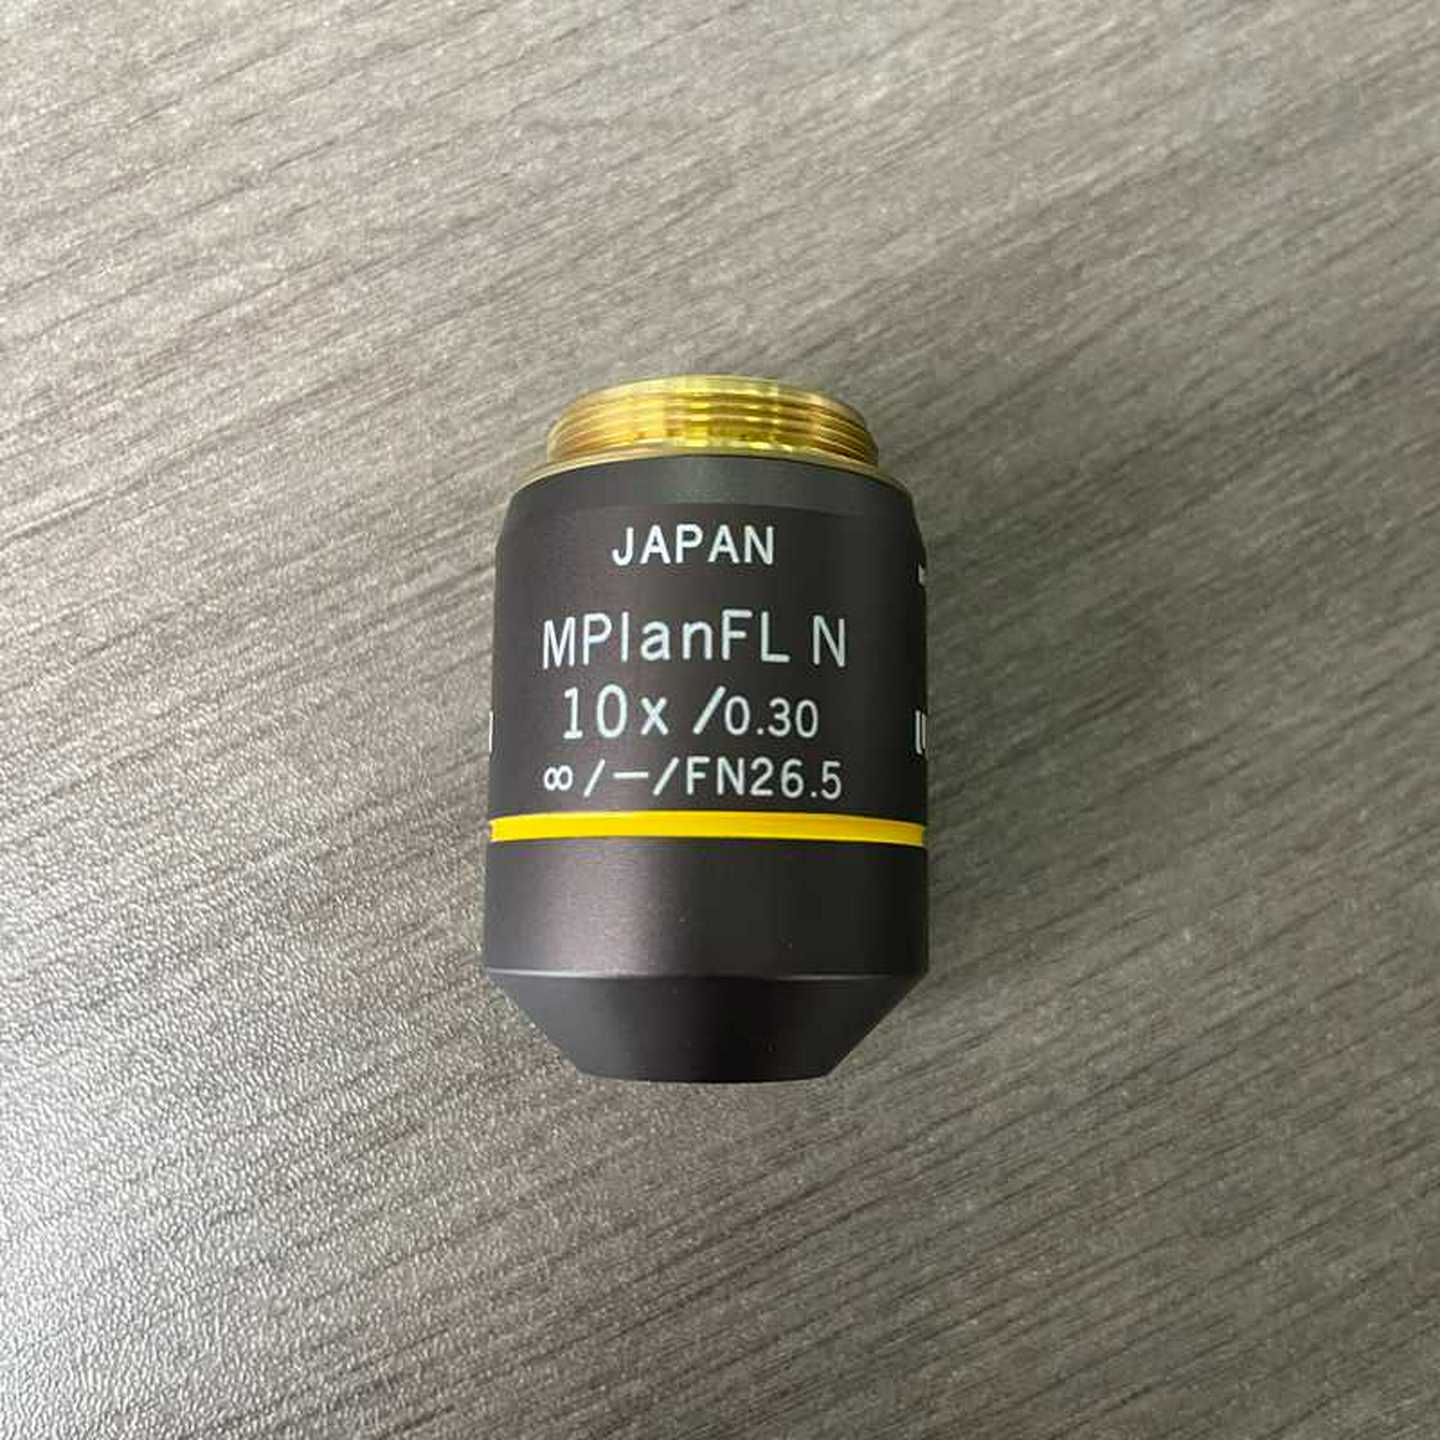 JAPAN
MPlanFL N
10x /0.30
∞/—/FN26.5